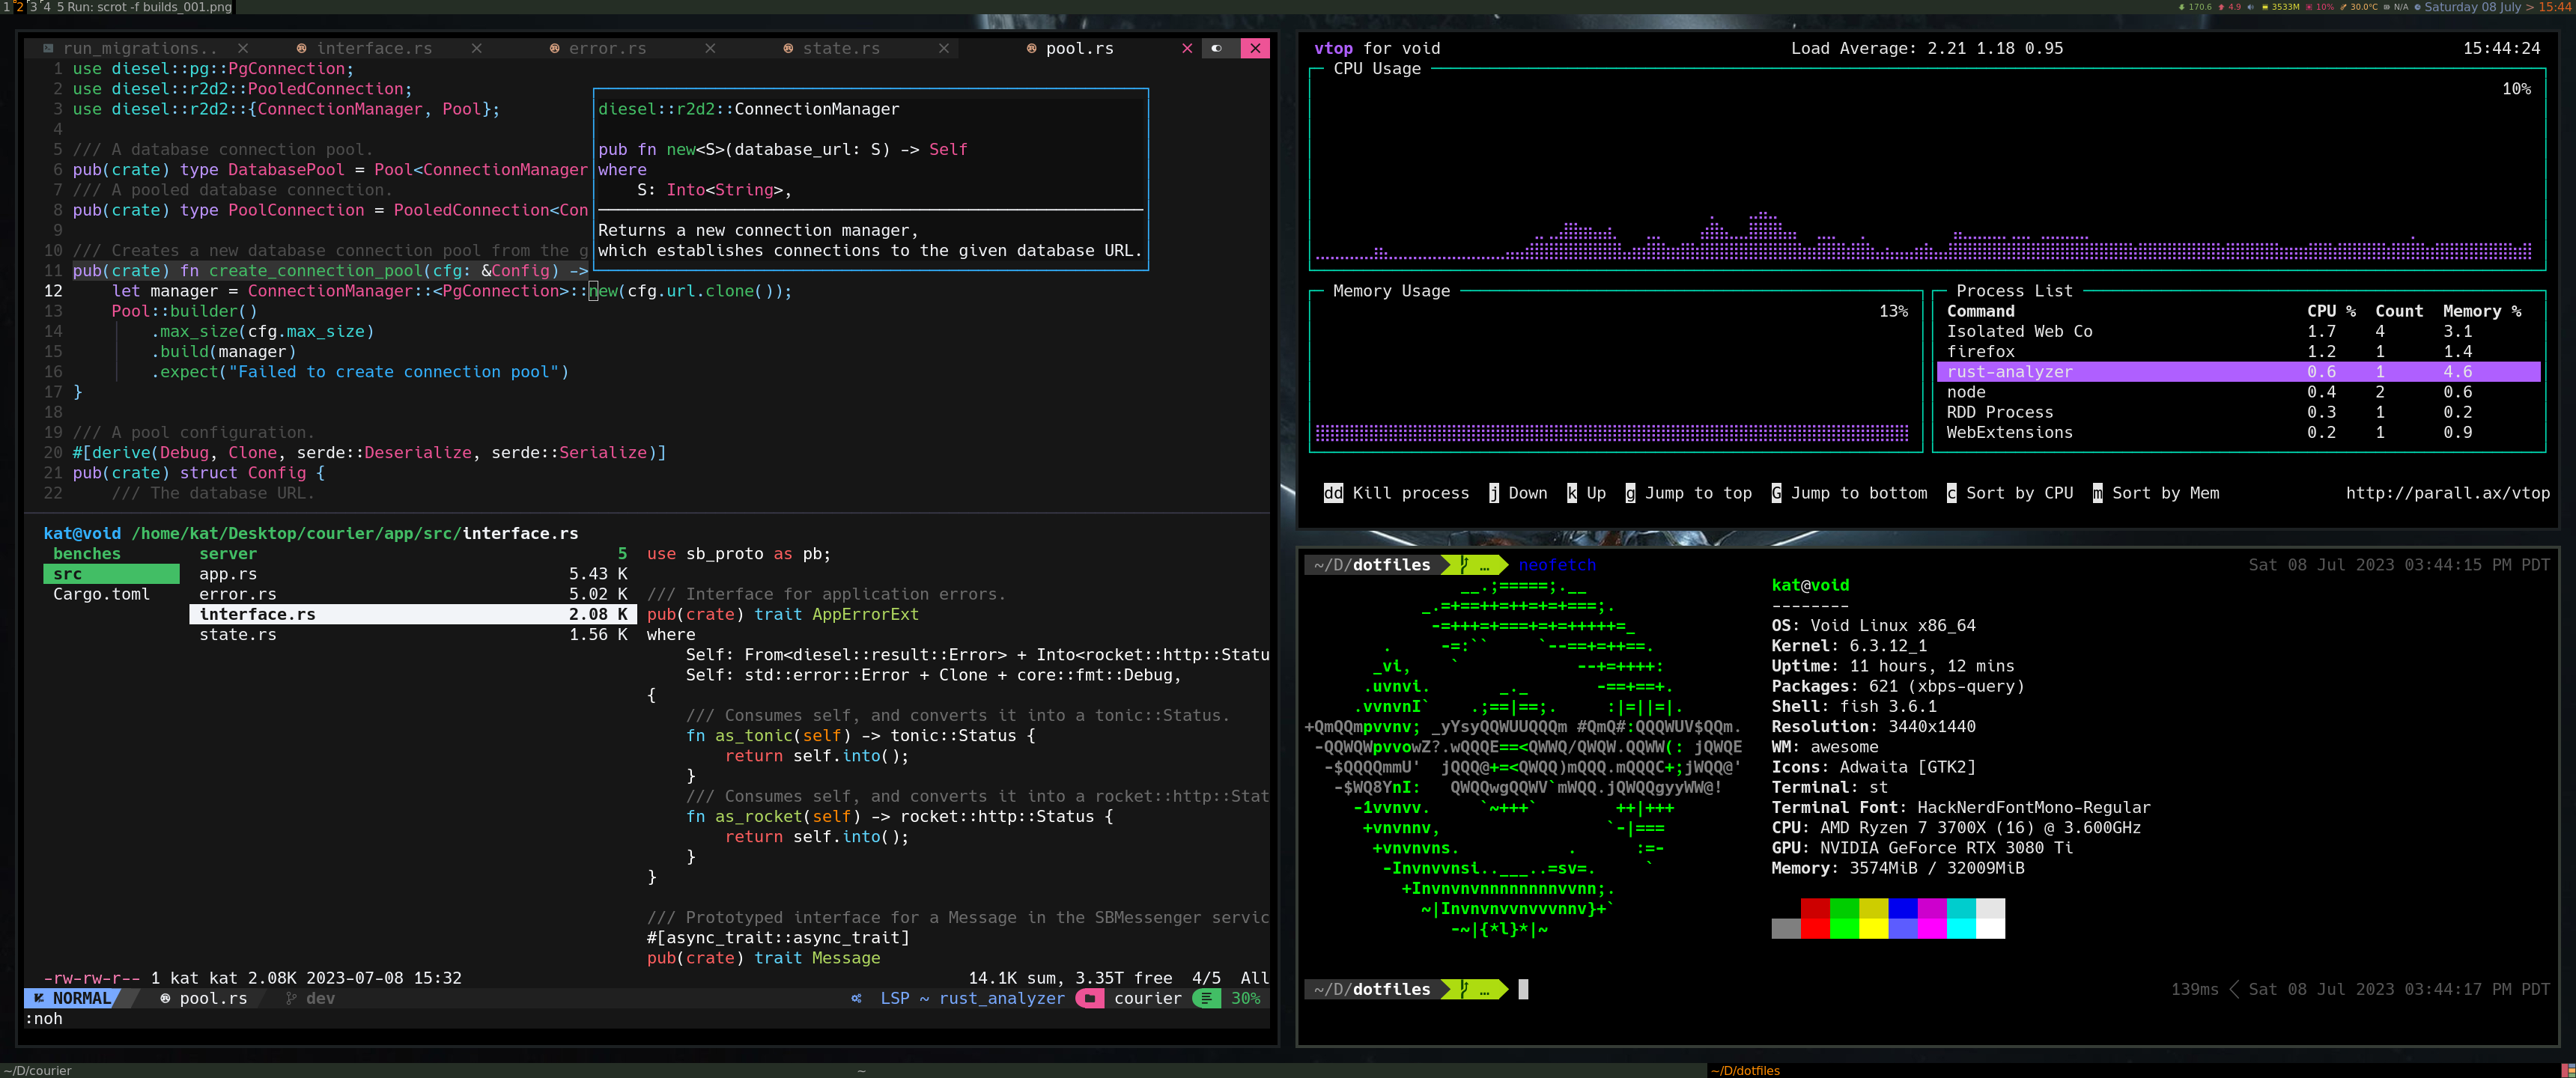 1 2 3 4 5 Run: scrot -f builds_001.png
170.6 4.9 3533M 10% 30.0°C N/A Saturday 08 July > 15:44
run_migrations.. interface.rs error.rs state.rs pool.rs
1 use diesel::pg::PgConnection;
2 use diesel::r2d2::PooledConnection;
3 use diesel::r2d2::{ConnectionManager, Pool};
4
5 /// A database connection pool.
6 pub(crate) type DatabasePool = Pool<ConnectionManager
7 /// A pooled database connection.
8 pub(crate) type PoolConnection = PooledConnection<Con
9
10 /// Creates a new database connection pool from the g
11 pub(crate) fn create_connection_pool(cfg: &Config) ->
12     let manager = ConnectionManager::<PgConnection>::new(cfg.url.clone());
13     Pool::builder()
14         .max_size(cfg.max_size)
15         .build(manager)
16         .expect("Failed to create connection pool")
17 }
18
19 /// A pool configuration.
20 #[derive(Debug, Clone, serde::Deserialize, serde::Serialize)]
21 pub(crate) struct Config {
22     /// The database URL.
diesel::r2d2::ConnectionManager
pub fn new<S>(database_url: S) -> Self
where
    S: Into<String>,
Returns a new connection manager,
which establishes connections to the given database URL.
kat@void /home/kat/Desktop/courier/app/src/interface.rs
benches
src
Cargo.toml
server 5
app.rs 5.43 K
error.rs 5.02 K
interface.rs 2.08 K
state.rs 1.56 K
use sb_proto as pb;
/// Interface for application errors.
pub(crate) trait AppErrorExt
where
    Self: From<diesel::result::Error> + Into<rocket::http::Statu
    Self: std::error::Error + Clone + core::fmt::Debug,
{
    /// Consumes self, and converts it into a tonic::Status.
    fn as_tonic(self) -> tonic::Status {
        return self.into();
    }
    /// Consumes self, and converts it into a rocket::http::Stat
    fn as_rocket(self) -> rocket::http::Status {
        return self.into();
    }
}
/// Prototyped interface for a Message in the SBMessenger servic
#[async_trait::async_trait]
pub(crate) trait Message
-rw-rw-r-- 1 kat kat 2.08K 2023-07-08 15:32 14.1K sum, 3.35T free 4/5 All
NORMAL pool.rs dev LSP ~ rust_analyzer courier 30%
:noh
vtop for void Load Average: 2.21 1.18 0.95 15:44:24
CPU Usage
10%
Memory Usage
13%
Process List
Command CPU % Count Memory %
Isolated Web Co 1.7 4 3.1
firefox 1.2 1 1.4
rust-analyzer 0.6 1 4.6
node 0.4 2 0.6
RDD Process 0.3 1 0.2
WebExtensions 0.2 1 0.9
dd Kill process j Down k Up g Jump to top G Jump to bottom c Sort by CPU m Sort by Mem http://parall.ax/vtop
~/D/dotfiles … neofetch Sat 08 Jul 2023 03:44:15 PM PDT
kat@void
--------
OS: Void Linux x86_64
Kernel: 6.3.12_1
Uptime: 11 hours, 12 mins
Packages: 621 (xbps-query)
Shell: fish 3.6.1
Resolution: 3440x1440
WM: awesome
Icons: Adwaita [GTK2]
Terminal: st
Terminal Font: HackNerdFontMono-Regular
CPU: AMD Ryzen 7 3700X (16) @ 3.600GHz
GPU: NVIDIA GeForce RTX 3080 Ti
Memory: 3574MiB / 32009MiB
~/D/dotfiles … 139ms Sat 08 Jul 2023 03:44:17 PM PDT
~/D/courier ~ ~/D/dotfiles